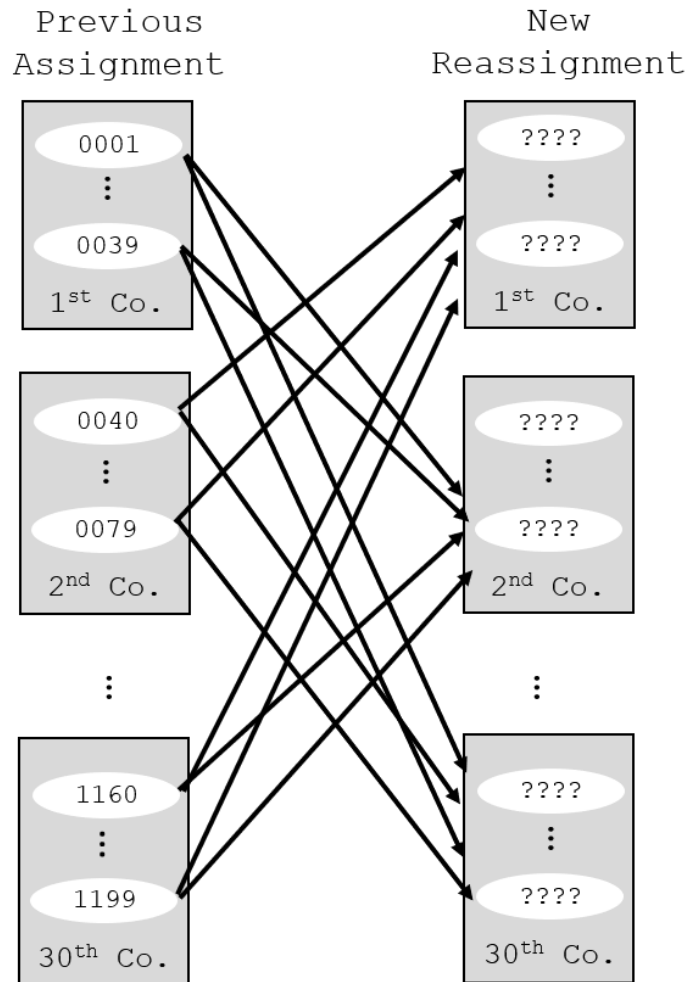 Previous
Assignment
New
Reassignment
0001
⋮
0039
1st Co.
????
⋮
????
1st Co.
0040
⋮
0079
2nd Co.
????
⋮
????
2nd Co.
⋮
⋮
1160
⋮
1199
30th Co.
????
⋮
????
30th Co.